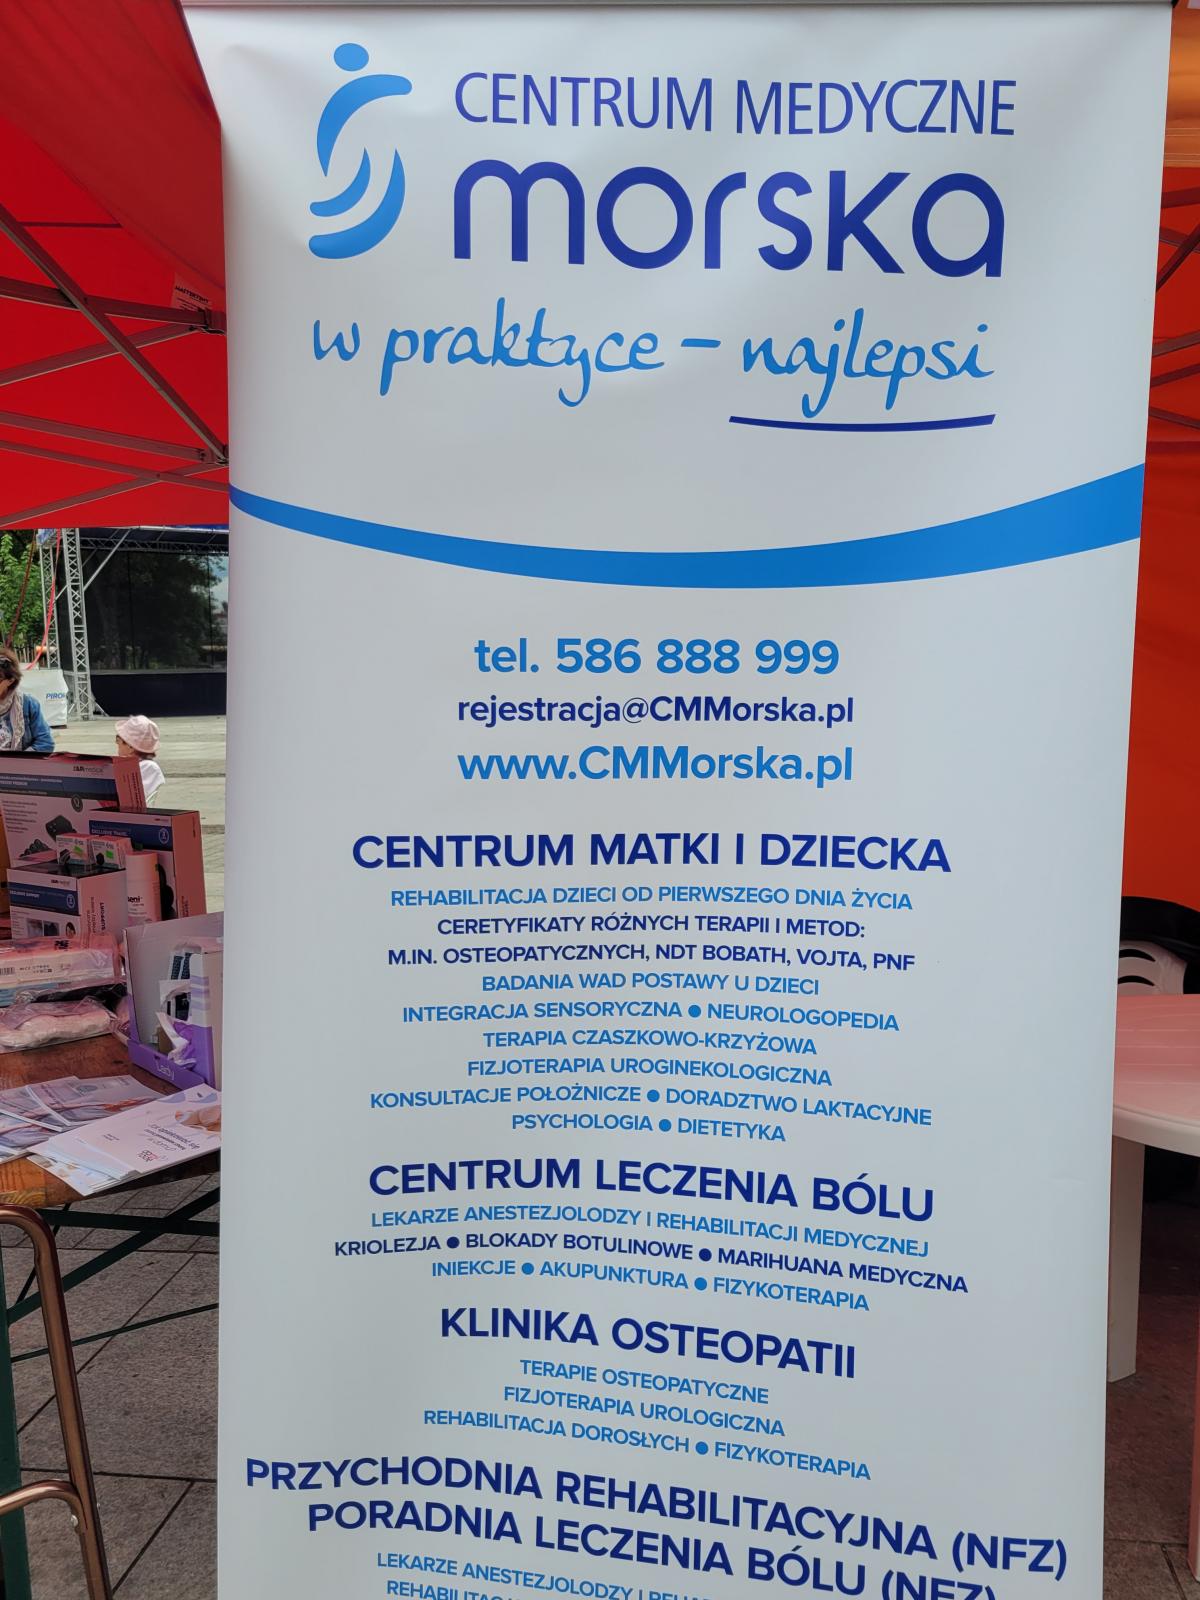 CENTRUM MEDYCZNE
morska
w praktyce – najlepsi
tel. 586 888 999
rejestracja@CMMorska.pl
www.CMMorska.pl
CENTRUM MATKI I DZIECKA
REHABILITACJA DZIECI OD PIERWSZEGO DNIA ŻYCIA
CERETYFIKATY RÓŻNYCH TERAPII I METOD:
M.IN. OSTEOPATYCZNYCH, NDT BOBATH, VOJTA, PNF
BADANIA WAD POSTAWY U DZIECI
INTEGRACJA SENSORYCZNA ● NEUROLOGOPEDIA
TERAPIA CZASZKOWO-KRZYŻOWA
FIZJOTERAPIA UROGINEKOLOGICZNA
KONSULTACJE POŁOŻNICZE ● DORADZTWO LAKTACYJNE
PSYCHOLOGIA ● DIETETYKA
CENTRUM LECZENIA BÓLU
LEKARZE ANESTEZJOLODZY I REHABILITACJI MEDYCZNEJ
KRIOLEZJA ● BLOKADY BOTULINOWE ● MARIHUANA MEDYCZNA
INIEKCJE ● AKUPUNKTURA ● FIZYKOTERAPIA
KLINIKA OSTEOPATII
TERAPIE OSTEOPATYCZNE
FIZJOTERAPIA UROLOGICZNA
REHABILITACJA DOROSŁYCH ● FIZYKOTERAPIA
PRZYCHODNIA REHABILITACYJNA (NFZ)
PORADNIA LECZENIA BÓLU (NFZ)
LEKARZE ANESTEZJOLODZY I
Lady